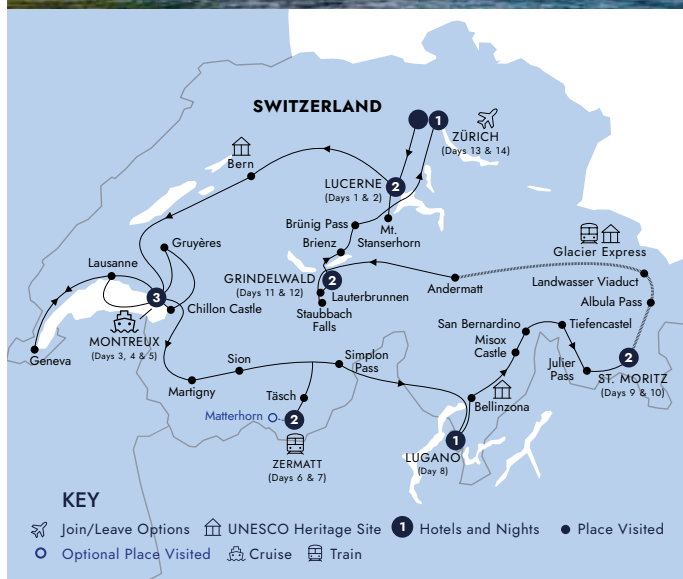 SWITZERLAND
1
ZÜRICH
(Days 13 & 14)
Bern
LUCERNE
(Days 1 & 2)
2
Mt.
Stanserhorn
Brünig Pass
Brienz
Gruyères
Lausanne
GRINDELWALD
(Days 11 & 12)
2
Lauterbrunnen
Staubbach
Falls
Glacier Express
Landwasser Viaduct
Andermatt
Albula Pass
3
Chillon Castle
MONTREUX
(Days 3, 4 & 5)
Geneva
San Bernardino
Tiefencastel
Misox
Castle
Julier
Pass
2
ST. MORITZ
(Days 9 & 10)
Simplon
Pass
Sion
Martigny
Täsch
Matterhorn
2
ZERMATT
(Days 6 & 7)
Bellinzona
1
LUGANO
(Day 8)
KEY
Join/Leave Options
UNESCO Heritage Site
1
Hotels and Nights
Place Visited
Optional Place Visited
Cruise
Train